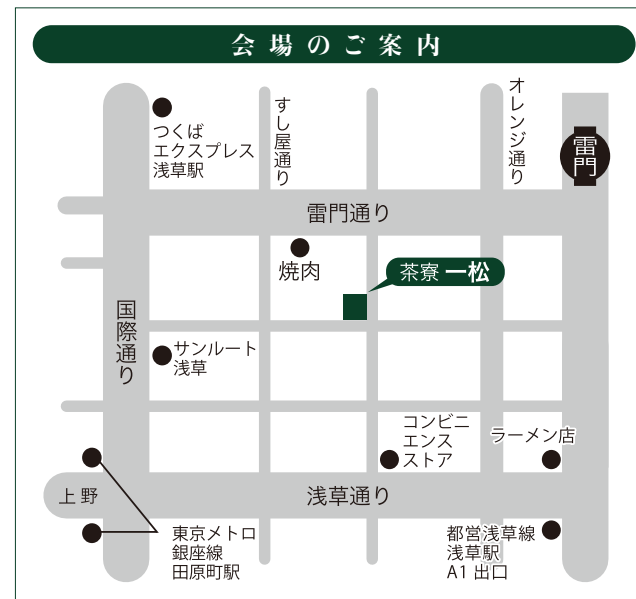 会場のご案内
つくば
エクスプレス
浅草駅
すし屋通り
オレンジ通り
雷門
雷門通り
焼肉
茶寮 一松
国際通り
サンルート
浅草
コンビニ
エンス
ストア
ラーメン店
上野
浅草通り
東京メトロ
銀座線
田原町駅
都営浅草線
浅草駅
A1 出口